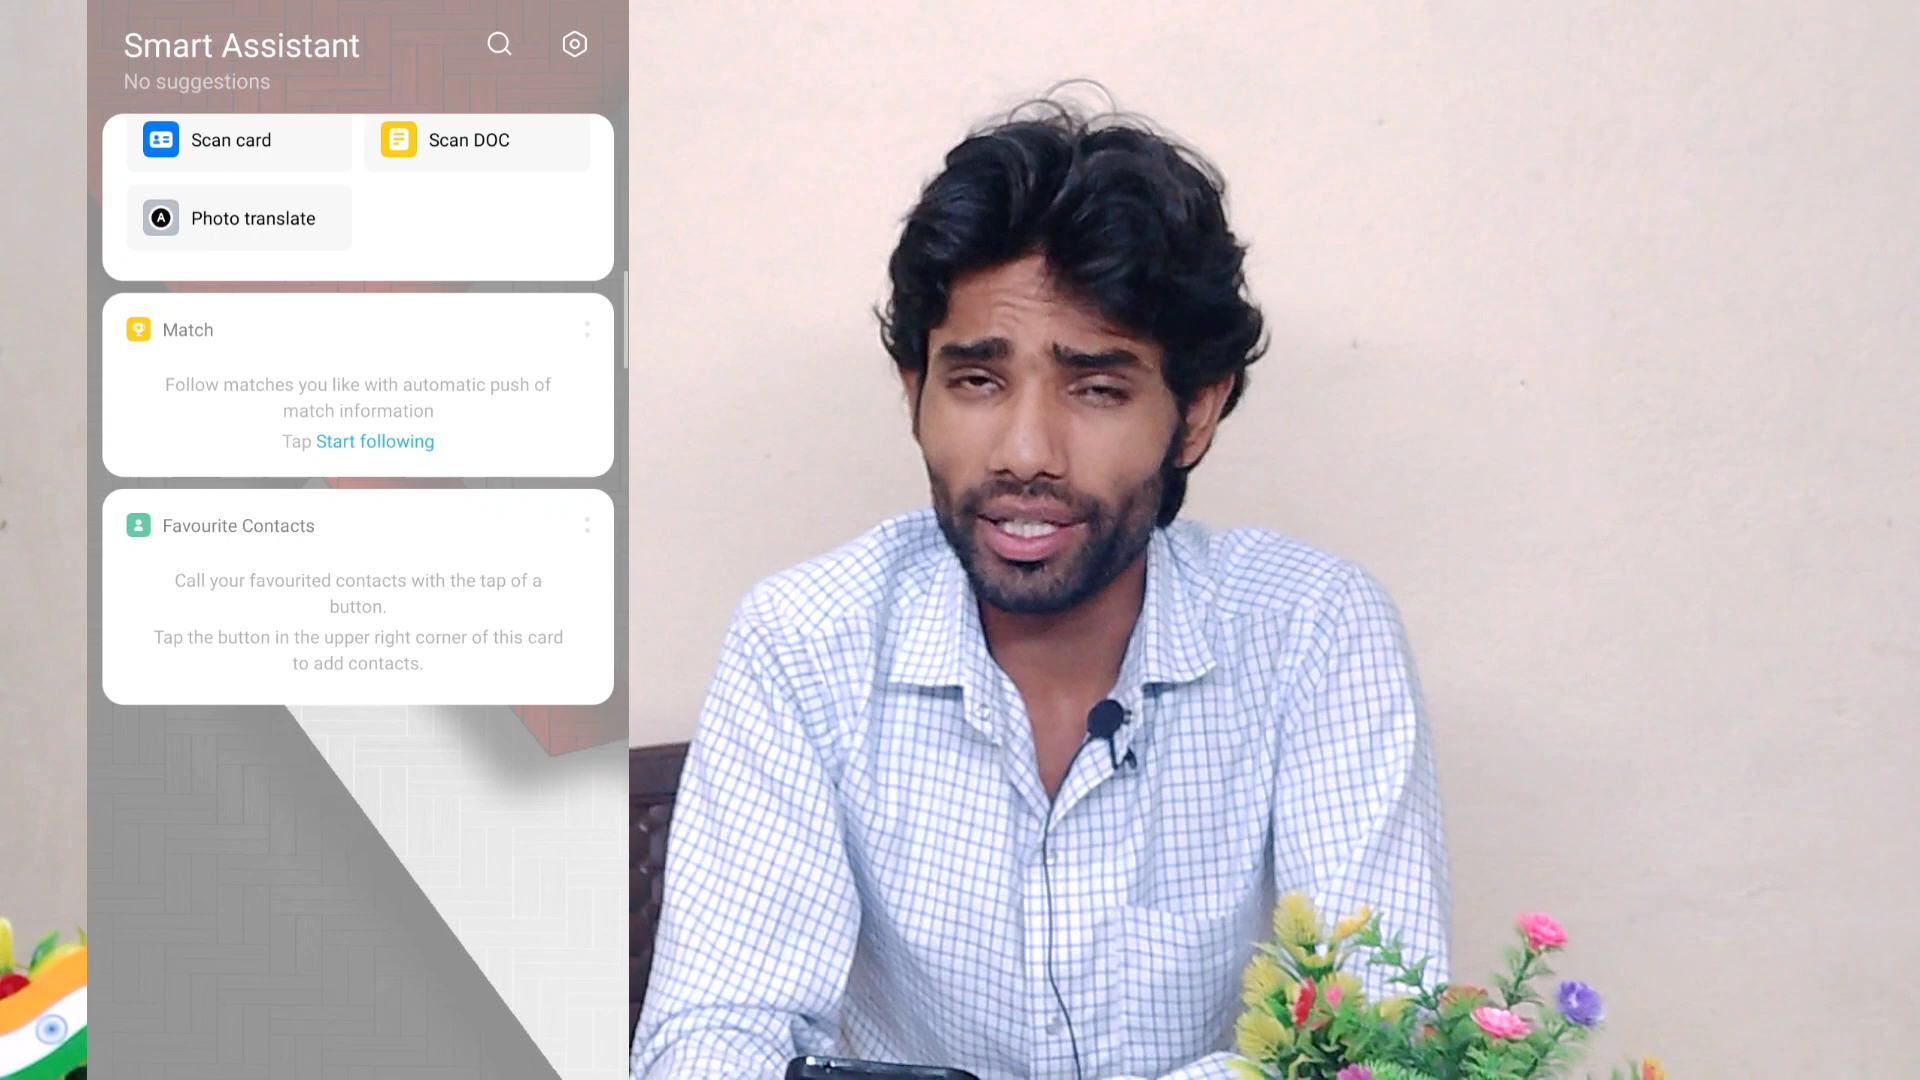 Smart Assistant
No suggestions
Scan card
Scan DOC
A
Photo translate
Match
Follow matches you like with automatic push of
match information
Tap Start following
Favourite Contacts
Call your favourited contacts with the tap of a
button.
Tap the button in the upper right corner of this card
to add contacts.